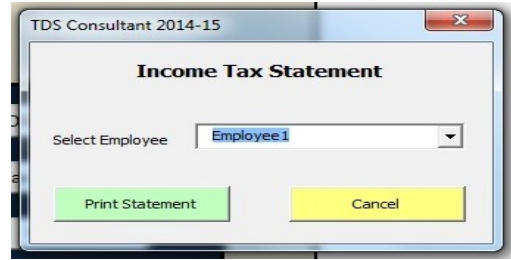 TDS Consultant 2014-15
Income Tax Statement
Select Employee Employee1
Print Statement Cancel